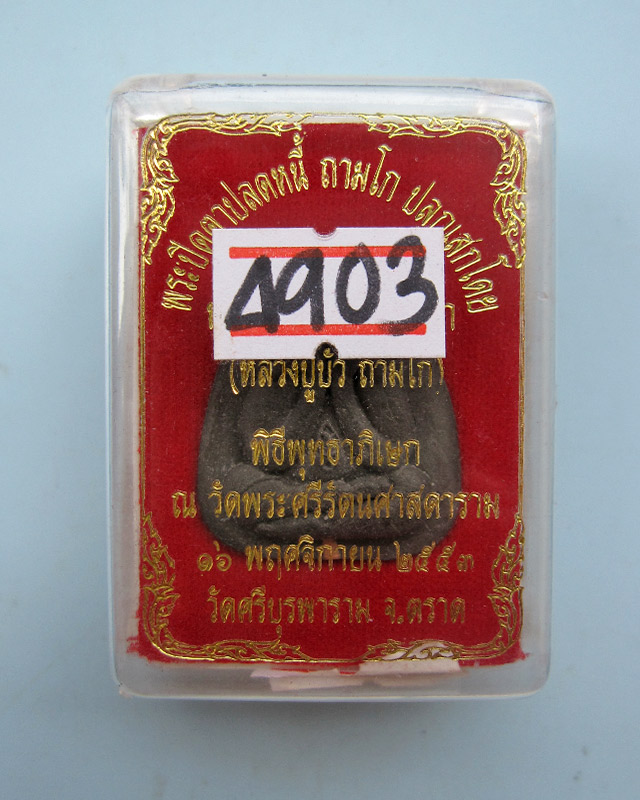 พระปิดตาปลดหนี้ ถามโก ปลุกเสกโดย
4903
(หลวงปู่บัว ถามโก)
พิธีพุทธาภิเษก
ณ วัดพระศรีรัตนศาสดาราม
๑๖ พฤศจิกายน ๒๕๕๓
วัดศรีบุรพาราม จ.ตราด